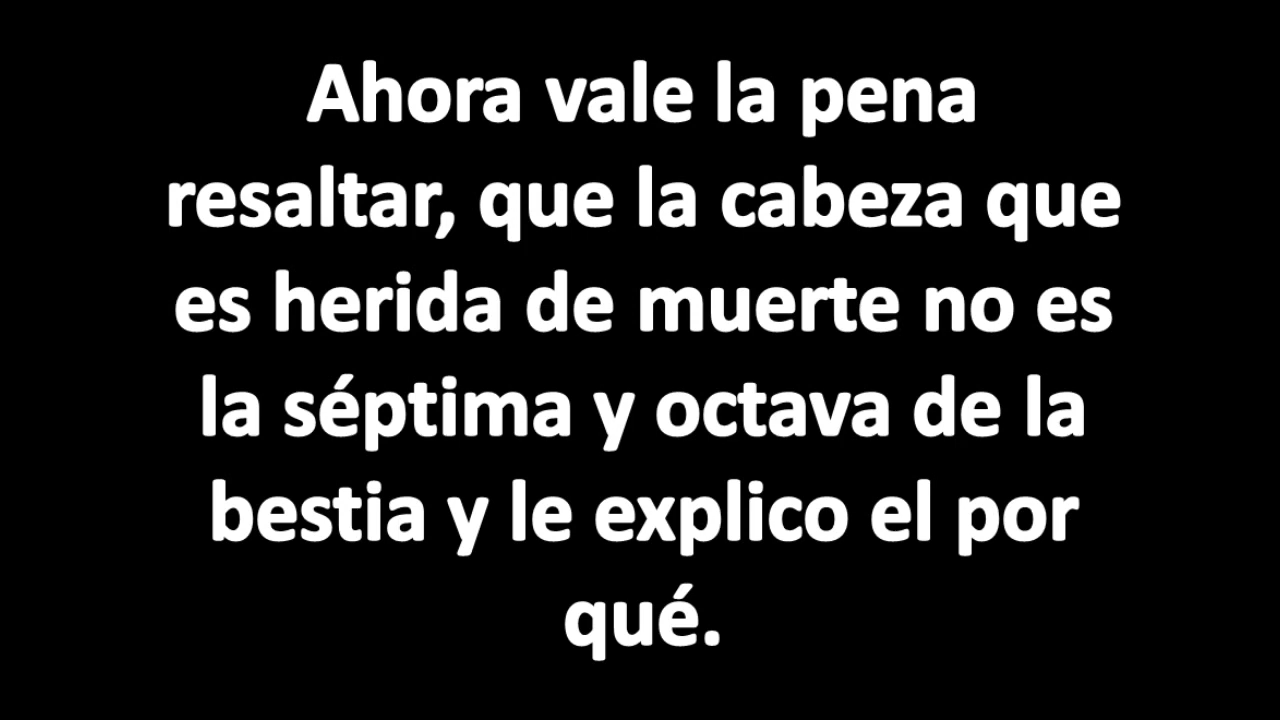 Ahora vale la pena
resaltar, que la cabeza que
es herida de muerte no es
la séptima y octava de la
bestia y le explico el por
qué.